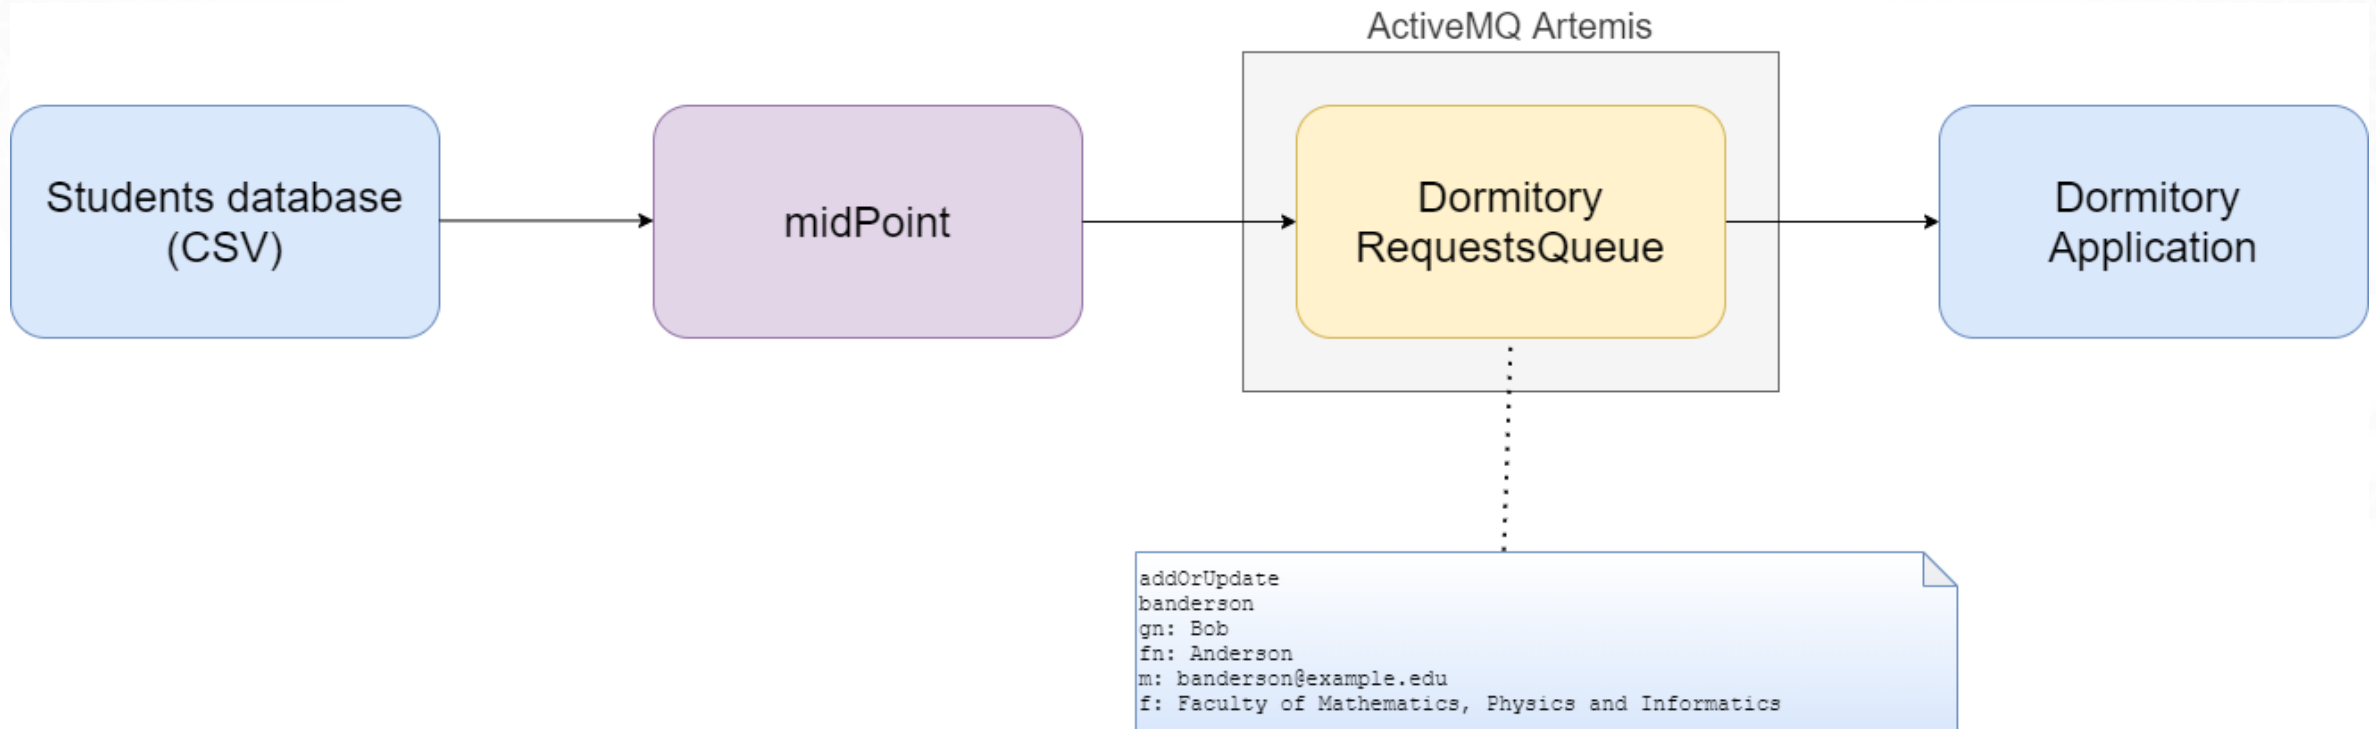 ActiveMQ Artemis
Students database
(CSV)
midPoint
Dormitory
RequestsQueue
Dormitory
Application
addOrUpdate
banderson
gn: Bob
fn: Anderson
m: banderson@example.edu
f: Faculty of Mathematics, Physics and Informatics